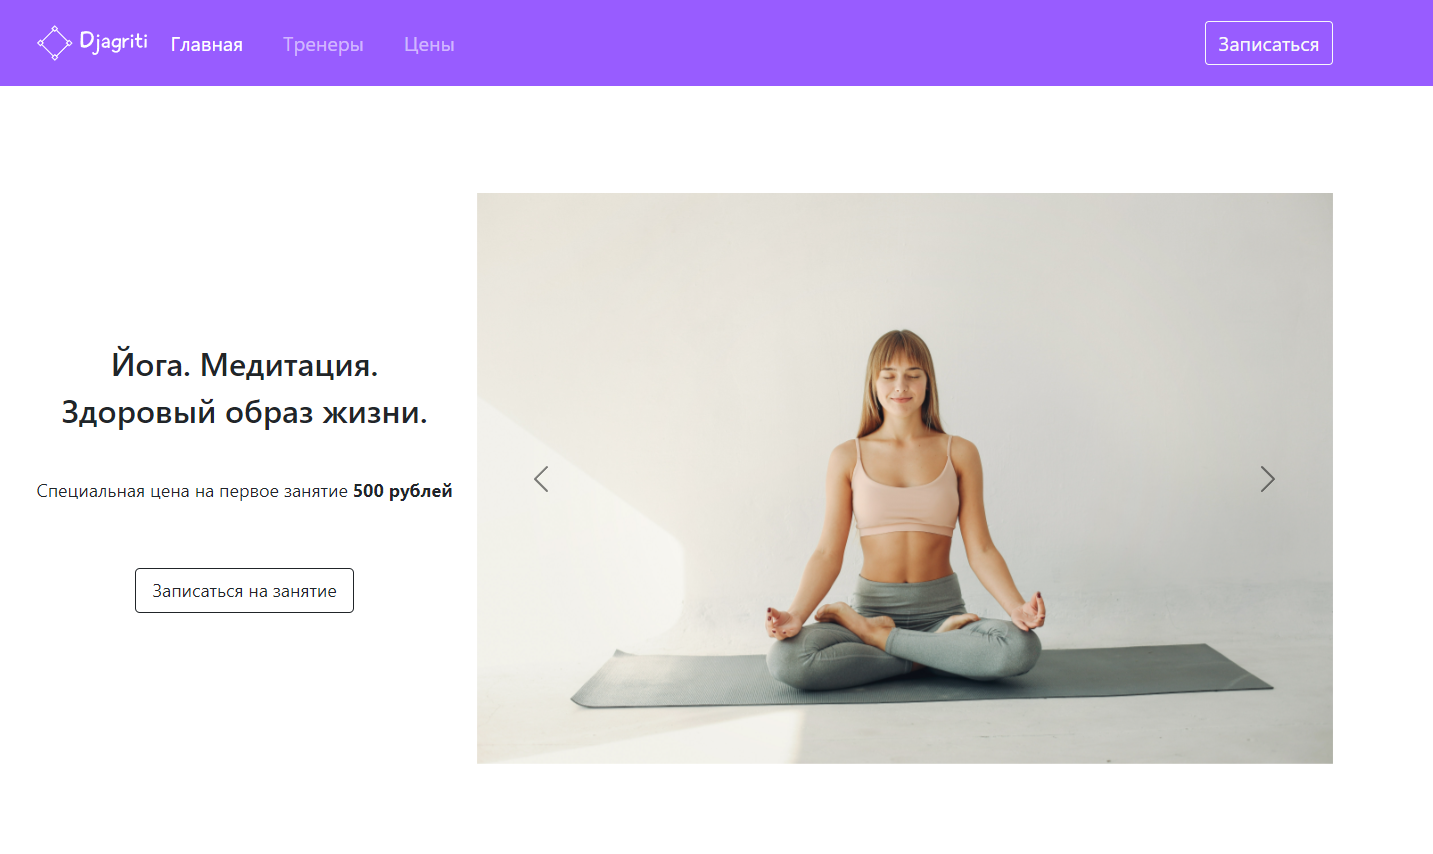 Djagriti Главная Тренеры Цены Записаться
Йога. Медитация.
Здоровый образ жизни.
Специальная цена на первое занятие 500 рублей
Записаться на занятие